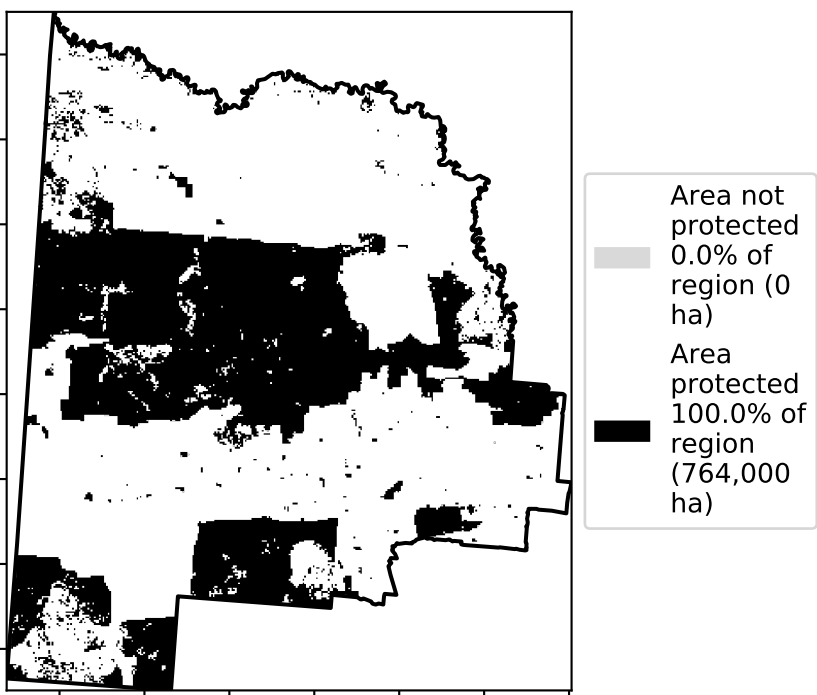 Area not
protected
0.0% of
region (0
ha)
Area
protected
100.0% of
region
(764,000
ha)